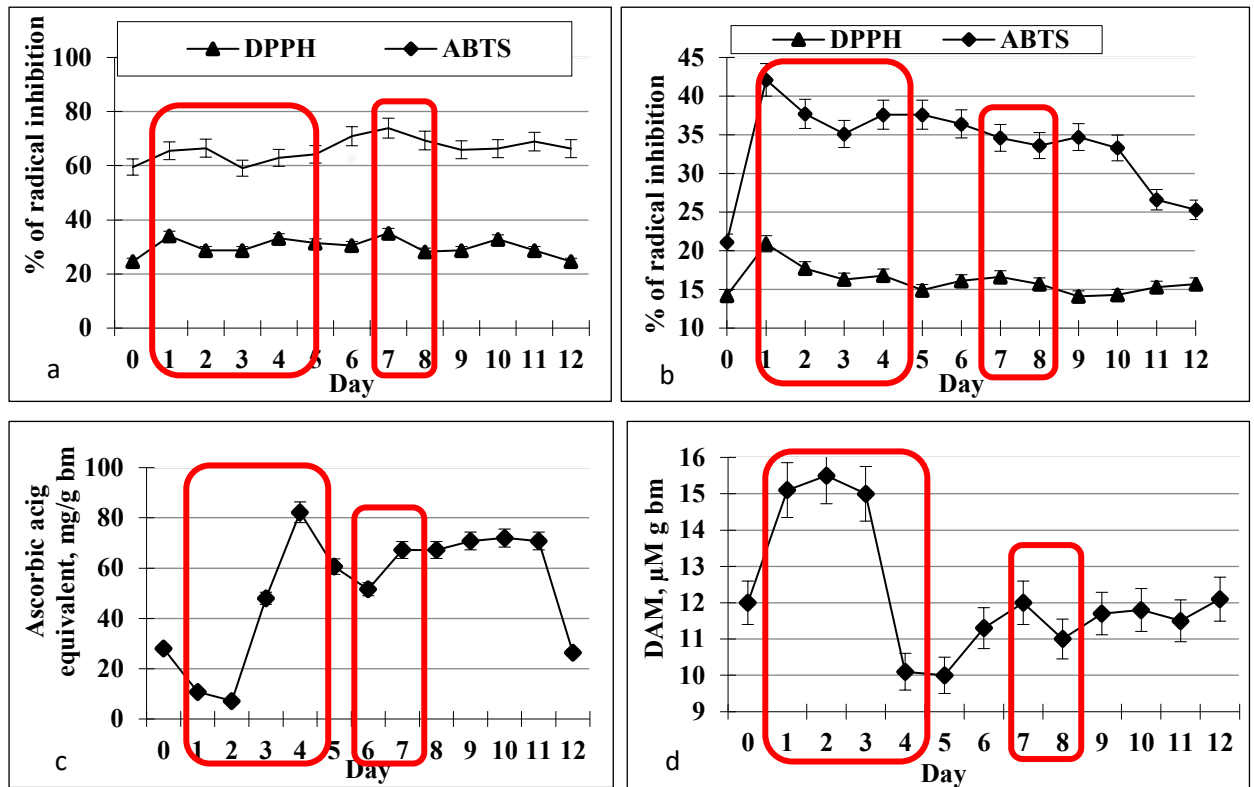 DPPH ABTS
% of radical inhibition
100
80
60
40
20
0
0 1 2 3 4 5 6 7 8 9 10 11 12
Day
a
DPPH ABTS
% of radical inhibition
45
40
35
30
25
20
15
10
0 1 2 3 4 5 6 7 8 9 10 11 12
Day
b
Ascorbic acig
equivalent, mg/g bm
100
80
60
40
20
0
0 1 2 3 4 5 6 7 8 9 10 11 12
Day
c
DAM, µM g bm
16
15
14
13
12
11
10
9
0 1 2 3 4 5 6 7 8 9 10 11 12
Day
d